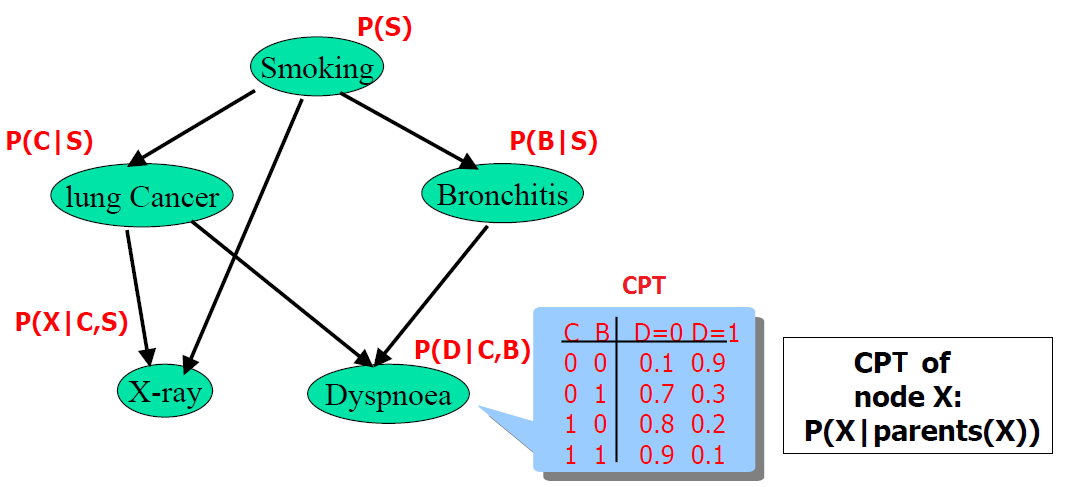 P(S)
Smoking
P(C|S)
P(B|S)
lung Cancer
Bronchitis
P(X|C,S)
P(D|C,B)
X-ray
Dyspnoea
CPT
C B D=0 D=1
0 0 0.1 0.9
0 1 0.7 0.3
1 0 0.8 0.2
1 1 0.9 0.1
CPT of
node X:
P(X|parents(X))